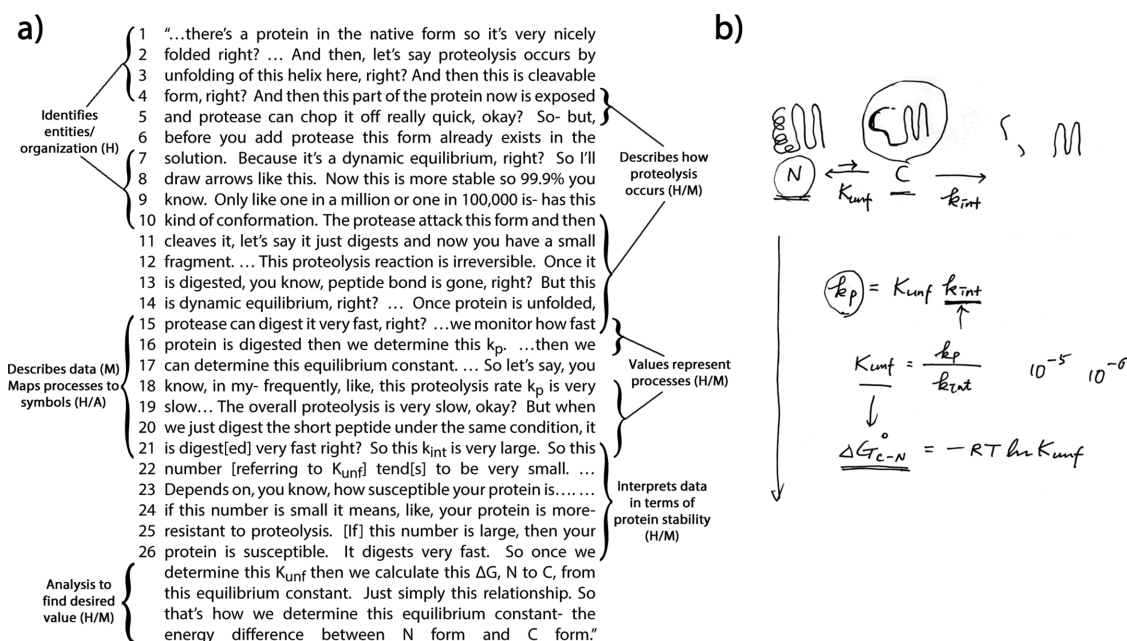 a)
1 “…there's a protein in the native form so it's very nicely
2 folded right? … And then, let's say proteolysis occurs by
3 unfolding of this helix here, right? And then this is cleavable
4 form, right? And then this part of the protein now is exposed
5 and protease can chop it off really quick, okay? So- but,
6 before you add protease this form already exists in the
7 solution. Because it's a dynamic equilibrium, right? So I'll
8 draw arrows like this. Now this is more stable so 99.9% you
9 know. Only like one in a million or one in 100,000 is- has this
10 kind of conformation. The protease attack this form and then
11 cleaves it, let's say it just digests and now you have a small
12 fragment. … This proteolysis reaction is irreversible. Once it
13 is digested, you know, peptide bond is gone, right? But this
14 is dynamic equilibrium, right? … Once protein is unfolded,
15 protease can digest it very fast, right? …we monitor how fast
16 protein is digested then we determine this kp. …then we
17 can determine this equilibrium constant. … So let's say, you
18 know, in my- frequently, like, this proteolysis rate kp is very
19 slow… The overall proteolysis is very slow, okay? But when
20 we just digest the short peptide under the same condition, it
21 is digest[ed] very fast right? So this kint is very large. So this
22 number [referring to Kunf] tend[s] to be very small. …
23 Depends on, you know, how susceptible your protein is……
24 if this number is small it means, like, your protein is more-
25 resistant to proteolysis. [If] this number is large, then your
26 protein is susceptible. It digests very fast. So once we
determine this Kunf then we calculate this ΔG, N to C, from
this equilibrium constant. Just simply this relationship. So
that's how we determine this equilibrium constant- the
energy difference between N form and C form.”
Identifies
entities/
organization (H)
Describes data (M)
Maps processes to
symbols (H/A)
Analysis to
find desired
value (H/M)
Describes how
proteolysis
occurs (H/M)
Values represent
processes (H/M)
Interprets data
in terms of
protein stability
(H/M)
b)
N C
Kunf kint
kp = Kunf kint
Kunf = kp / kint 10⁻⁵ 10⁻⁶
ΔG°C-N = -RT ln Kunf